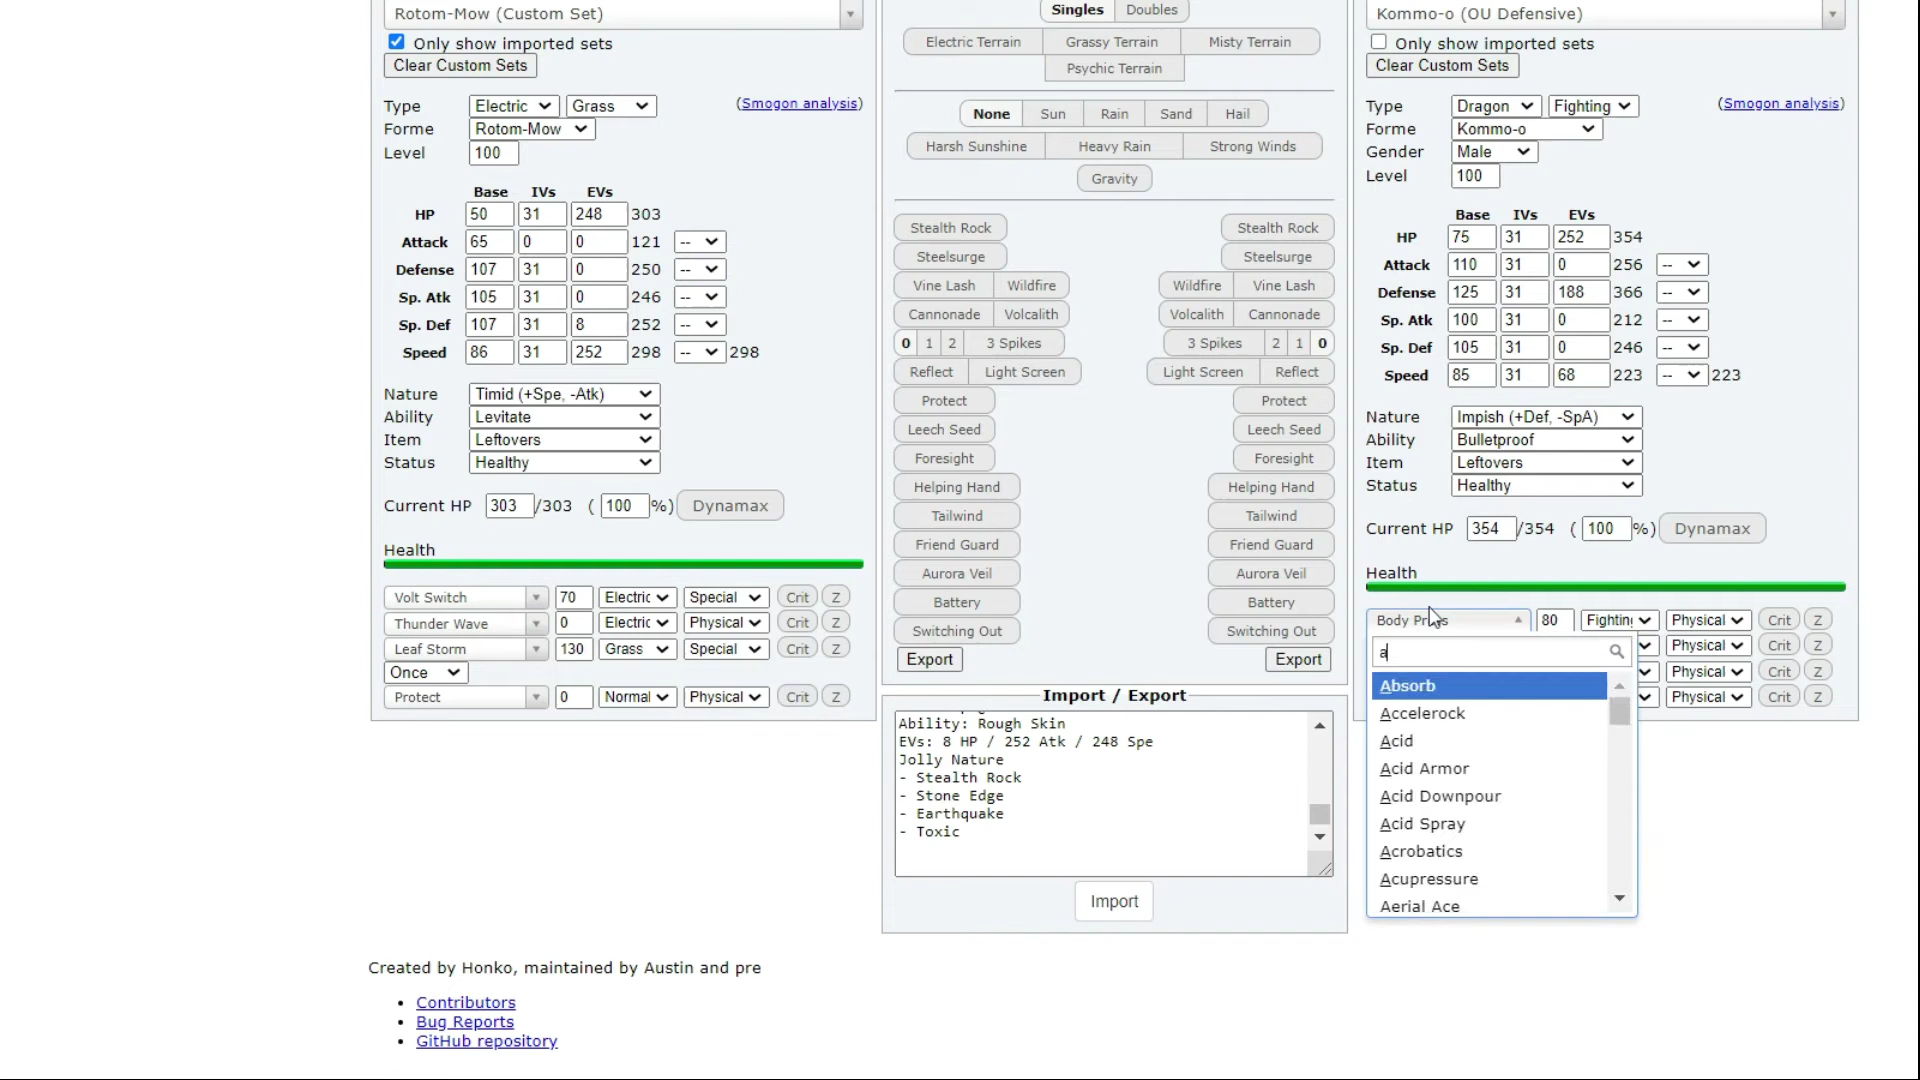 Rotom-Mow (Custom Set)
Only show imported sets
Clear Custom Sets
Type Electric Grass (Smogon analysis)
Forme Rotom-Mow
Level 100
Base IVs EVs
HP 50 31 248 303
Attack 65 0 0 121 --
Defense 107 31 0 250 --
Sp. Atk 105 31 0 246 --
Sp. Def 107 31 8 252 --
Speed 86 31 252 298 -- 298
Nature Timid (+Spe, -Atk)
Ability Levitate
Item Leftovers
Status Healthy
Current HP 303 /303 ( 100 %) Dynamax
Health
Volt Switch 70 Electric Special Crit Z
Thunder Wave 0 Electric Physical Crit Z
Leaf Storm 130 Grass Special Crit Z
Once
Protect 0 Normal Physical Crit Z
Singles Doubles
Electric Terrain Grassy Terrain Misty Terrain
Psychic Terrain
None Sun Rain Sand Hail
Harsh Sunshine Heavy Rain Strong Winds
Gravity
Stealth Rock Stealth Rock
Steelsurge Steelsurge
Vine Lash Wildfire Wildfire Vine Lash
Cannonade Volcalith Volcalith Cannonade
0 1 2 3 Spikes 3 Spikes 2 1 0
Reflect Light Screen Light Screen Reflect
Protect Protect
Leech Seed Leech Seed
Foresight Foresight
Helping Hand Helping Hand
Tailwind Tailwind
Friend Guard Friend Guard
Aurora Veil Aurora Veil
Battery Battery
Switching Out Switching Out
Export Export
Import / Export
Ability: Rough Skin
EVs: 8 HP / 252 Atk / 248 Spe
Jolly Nature
- Stealth Rock
- Stone Edge
- Earthquake
- Toxic
Import
Kommo-o (OU Defensive)
Only show imported sets
Clear Custom Sets
Type Dragon Fighting (Smogon analysis)
Forme Kommo-o
Gender Male
Level 100
Base IVs EVs
HP 75 31 252 354
Attack 110 31 0 256 --
Defense 125 31 188 366 --
Sp. Atk 100 31 0 212 --
Sp. Def 105 31 0 246 --
Speed 85 31 68 223 -- 223
Nature Impish (+Def, -SpA)
Ability Bulletproof
Item Leftovers
Status Healthy
Current HP 354 /354 ( 100 %) Dynamax
Health
Body 80 Physical Crit Z
a Physical Crit Z
Physical Crit Z
Physical Crit Z
Absorb
Accelerock
Acid
Acid Armor
Acid Downpour
Acid Spray
Acrobatics
Acupressure
Aerial Ace
Created by Honko, maintained by Austin and pre
Contributors
Bug Reports
GitHub repository